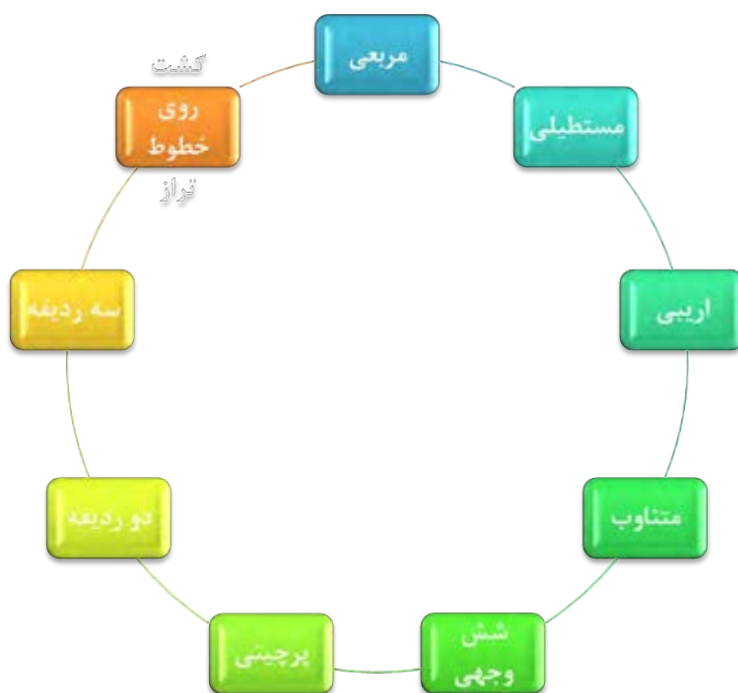 مربعی
مستطیلی
اریبی
متناوب
شش
وجهی
پرچینی
دو ردیفه
سه ردیفه
کشت
روی
خطوط
تراز